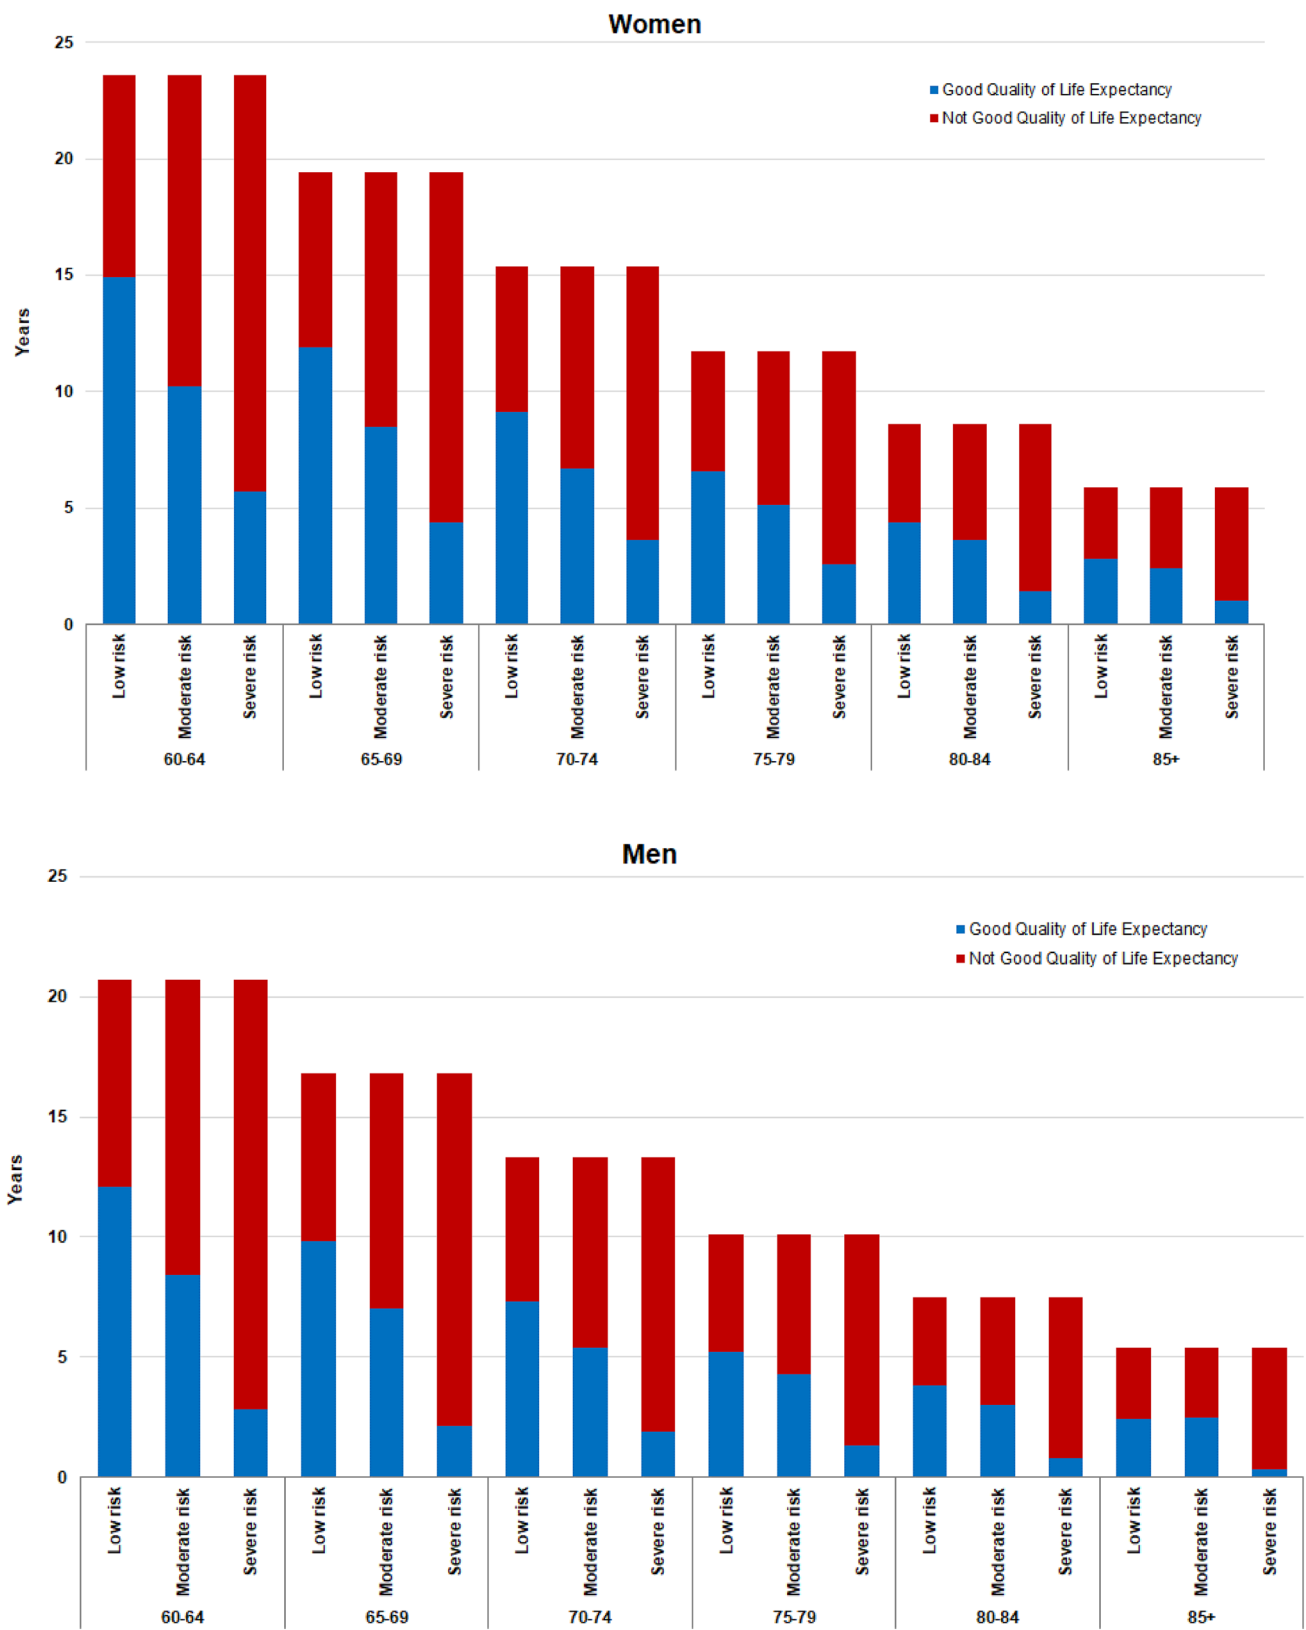 Women
25
Good Quality of Life Expectancy
Not Good Quality of Life Expectancy
20
15
Years
10
5
0
Low risk Moderate risk Severe risk Low risk Moderate risk Severe risk Low risk Moderate risk Severe risk Low risk Moderate risk Severe risk Low risk Moderate risk Severe risk Low risk Moderate risk Severe risk
60-64 65-69 70-74 75-79 80-84 85+
Men
25
Good Quality of Life Expectancy
Not Good Quality of Life Expectancy
20
15
Years
10
5
0
Low risk Moderate risk Severe risk Low risk Moderate risk Severe risk Low risk Moderate risk Severe risk Low risk Moderate risk Severe risk Low risk Moderate risk Severe risk Low risk Moderate risk Severe risk
60-64 65-69 70-74 75-79 80-84 85+